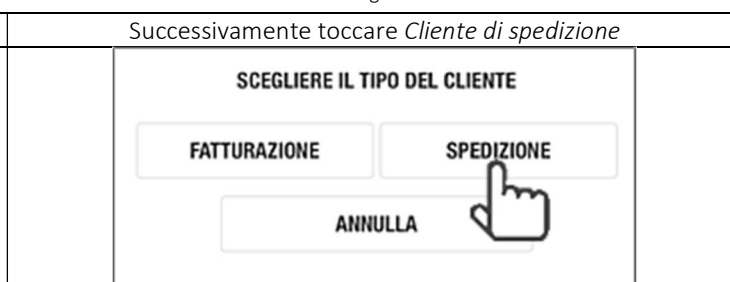 Successivamente toccare Cliente di spedizione
SCEGLIERE IL TIPO DEL CLIENTE
FATTURAZIONE SPEDIZIONE
ANNULLA